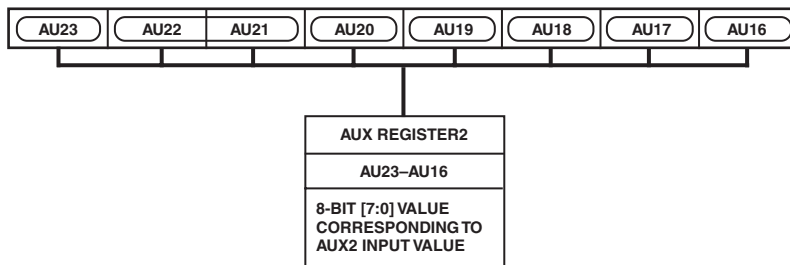 AU23 AU22 AU21 AU20 AU19 AU18 AU17 AU16
AUX REGISTER2
AU23–AU16
8-BIT [7:0] VALUE
CORRESPONDING TO
AUX2 INPUT VALUE